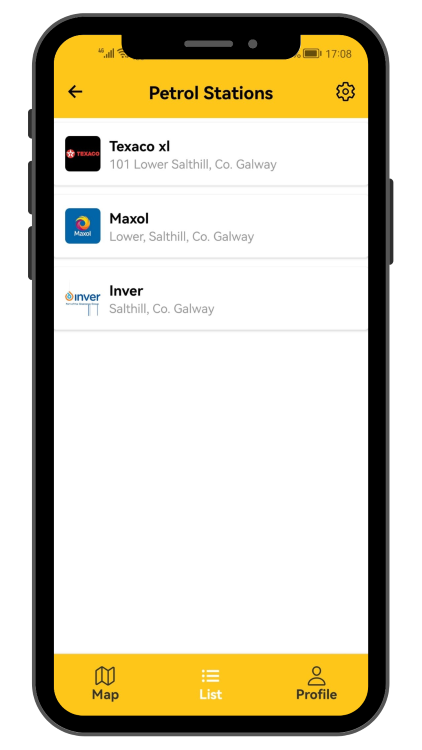 4G
17:08
Petrol Stations
TEXACO
Texaco xl
101 Lower Salthill, Co. Galway
Maxol
Maxol
Lower, Salthill, Co. Galway
inver
Inver
Salthill, Co. Galway
Map
List
Profile